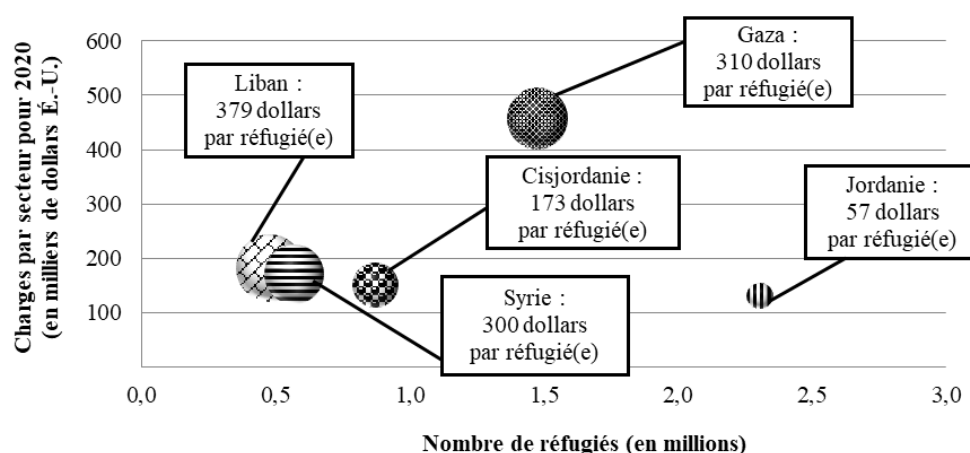 Charges par secteur pour 2020
(en milliers de dollars É.-U.)
600
500
400
300
200
100
Liban :
379 dollars
par réfugié(e)
Gaza :
310 dollars
par réfugié(e)
Cisjordanie :
173 dollars
par réfugié(e)
Jordanie :
57 dollars
par réfugié(e)
Syrie :
300 dollars
par réfugié(e)
0,0
0,5
1,0
1,5
2,0
2,5
3,0
Nombre de réfugiés (en millions)